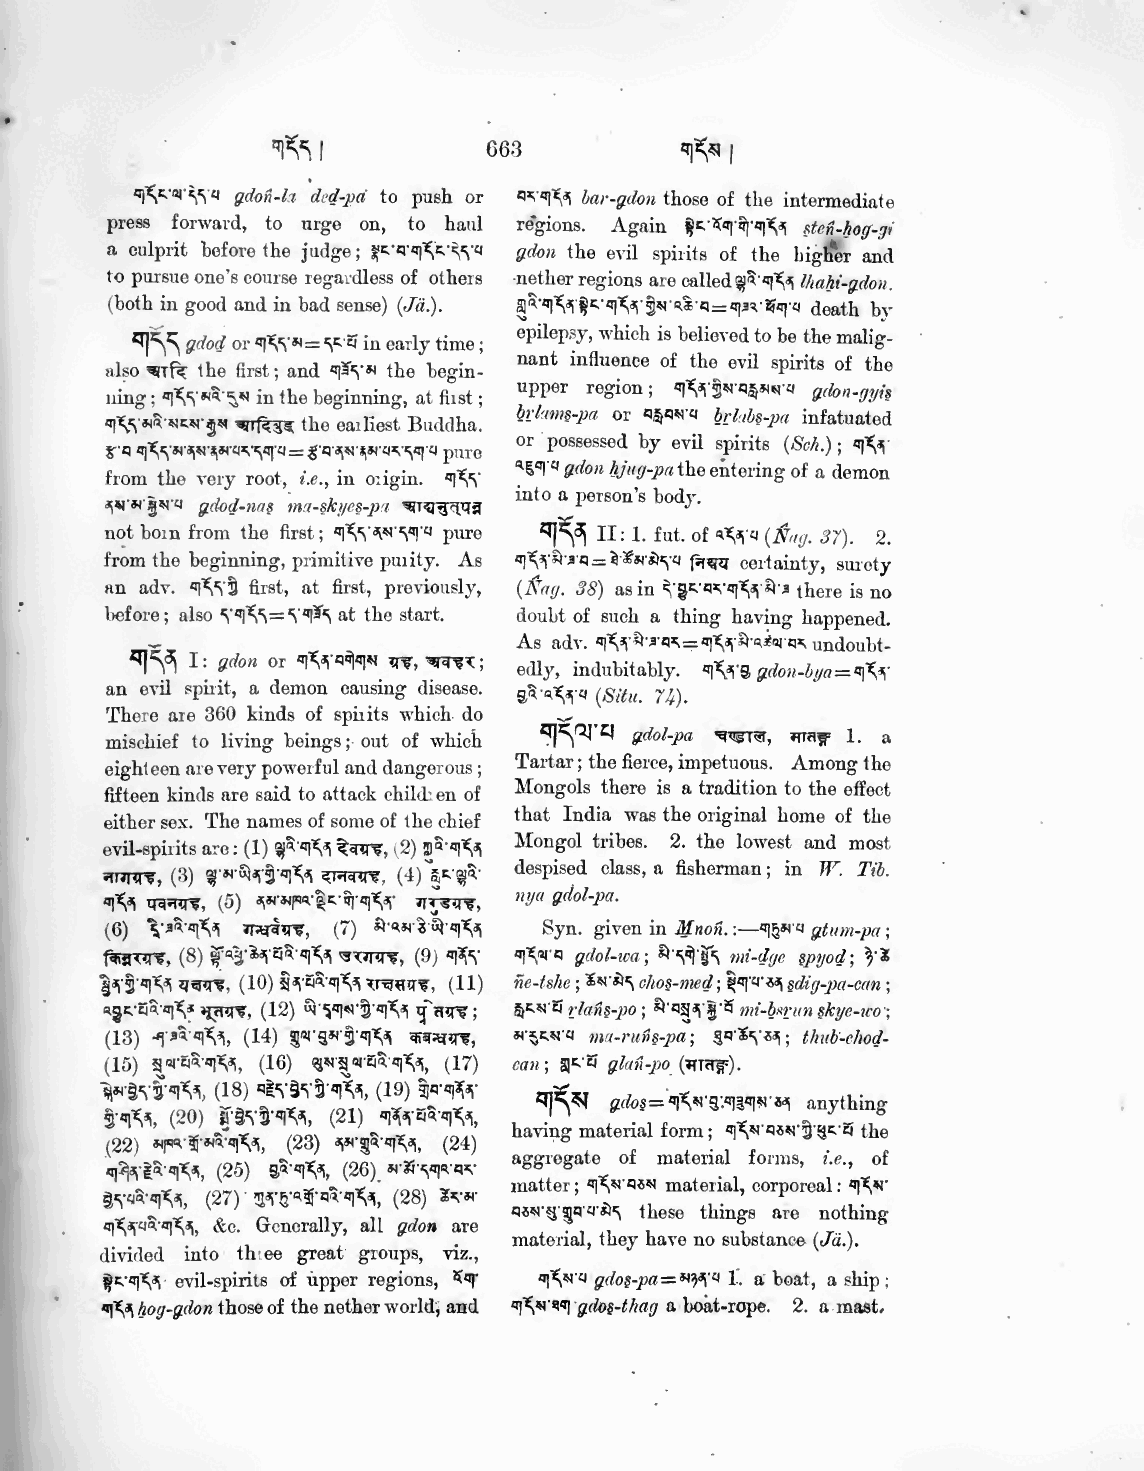 གདོད །
663
གདོས །
གདོང་ལ་དེད་པ gdoṅ-la ded-pa to push or
press forward, to urge on, to haul
a culprit before the judge; སྣང་བ་གདོང་དེད་པ
to pursue one's course regardless of others
(both in good and in bad sense) (Jä.).
གདོད gdod or གདོད་མ=དང་པོ in early time;
also आदि the first; and གཟོད་མ the begin-
ning; གདོད་མའི་དུས in the beginning, at first;
གདོད་མའི་སངས་རྒྱས आदिबुद्ध the earliest Buddha.
རྩ་བ་གདོད་མ་ནས་རྣམ་པར་དག་པ=རྩ་བ་ནས་རྣམ་པར་དག་པ pure
from the very root, i.e., in origin. གདོད་
ནས་མ་སྐྱེས་པ gdod-nas ma-skyes-pa आद्यनुत्पन्न
not born from the first; གདོད་ནས་དག་པ pure
from the beginning, primitive purity. As
an adv. གདོད་ཀྱི first, at first, previously,
before; also ད་གདོད=ད་གཟོད at the start.
གདོན I: gdon or གདོན་བགེགས ग्रह, अवहार;
an evil spirit, a demon causing disease.
There are 360 kinds of spirits which do
mischief to living beings; out of which
eighteen are very powerful and dangerous;
fifteen kinds are said to attack children of
either sex. The names of some of the chief
evil-spirits are: (1) ལྷའི་གདོན देवग्रह, (2) ཀླུའི་གདོན
नागग्रह, (3) ལྷ་མ་ཡིན་གྱི་གདོན दानवग्रह, (4) རླུང་ལྷའི་
གདོན पवनग्रह, (5) ནམ་མཁའ་ལྡིང་གི་གདོན་ गरुडग्रह,
(6) དྲི་ཟའི་གདོན गन्धर्वग्रह, (7) མི་འམ་ཅི་ཡི་གདོན
किन्नरग्रह, (8) ལྟོ་འཕྱེ་ཆེན་པོའི་གདོན उरगग्रह, (9) གནོད་
སྦྱིན་གྱི་གདོན यक्षग्रह, (10) སྲིན་པོའི་གདོན राक्षसग्रह, (11)
འབྱུང་པོའི་གདོན भूतग्रह, (12) ཡི་དྭགས་ཀྱི་གདོན प्रेतग्रह;
(13) ཤ་ཟའི་གདོན, (14) གྲུལ་བུམ་གྱི་གདོན कबन्धग्रह,
(15) སྲུལ་པོའི་གདོན, (16) ལུས་སྲུལ་པོའི་གདོན, (17)
སྐེམ་བྱེད་ཀྱི་གདོན, (18) བརྗེད་བྱེད་ཀྱི་གདོན, (19) གྲིབ་གནོན་
གྱི་གདོན, (20) སྨྱོ་བྱེད་ཀྱི་གདོན, (21) གནོན་པོའི་གདོན,
(22) མཁའ་འགྲོ་མའི་གདོན, (23) ནམ་གྲུའི་གདོན, (24)
གཤིན་རྗེའི་གདོན, (25) བྱའི་གདོན, (26) མ་མོ་དགའ་བར་
བྱེད་པའི་གདོན, (27) ཀུན་ཏུ་འགྲོ་བའི་གདོན, (28) ཆེད་མ་
གདོན་པའི་གདོན, &c. Generally, all gdon are
divided into three great groups, viz.,
སྟེང་གདོན་ evil-spirits of upper regions, འོག་
གདོན ḥog-gdon those of the nether world, and
བར་གདོན bar-gdon those of the intermediate
regions. Again སྟེང་འོག་གི་གདོན steṅ-ḥog-gi
gdon the evil spirits of the higher and
nether regions are called ལྷའི་གདོན lhaḥi-gdon.
ཀླུའི་གདོན་སྟེང་གདོན་གྱིས་འཆི་བ=གཟའ་ཕོག་པ death by
epilepsy, which is believed to be the malig-
nant influence of the evil spirits of the
upper region; གདོན་གྱིས་བརླམས་པ gdon-gyis
brlams-pa or བརླབས་པ brlabs-pa infatuated
or possessed by evil spirits (Sch.); གདོན་
འཇུག་པ gdon ḥjug-pa the entering of a demon
into a person's body.
གདོན II: 1. fut. of འདོན་པ (Ñag. 37). 2.
གདོན་མི་ཟ་བ=ཐེ་ཚོམ་མེད་པ निश्चय certainty, surety
(Ñag. 38) as in དེ་བྱུང་བར་གདོན་མི་ཟ there is no
doubt of such a thing having happened.
As adv. གདོན་མི་ཟ་བར=གདོན་མི་འཚལ་བར undoubt-
edly, indubitably. གདོན་བྱ gdon-bya=གདོན་
བྱའི་འདོན་པ (Situ. 74).
གདོལ་པ gdol-pa चण्डाल, मातङ्ग 1. a
Tartar; the fierce, impetuous. Among the
Mongols there is a tradition to the effect
that India was the original home of the
Mongol tribes. 2. the lowest and most
despised class, a fisherman; in W. Tib.
nya gdol-pa.
Syn. given in Mṅon.:—གཏུམ་པ gtum-pa;
གདོལ་བ gdol-wa; མི་དགེ་སྤྱོད mi-dge spyod; ཉེ་ཚེ
ñe-tshe; ཆོས་མེད chos-med; སྡིག་པ་ཅན sdig-pa-can;
རླངས་པོ rlaṅs-po; མི་བསྲུན་སྐྱེ་བོ mi-bsrun skye-wo;
མ་རུངས་པ ma-ruṅs-pa; ཐུབ་ཆོད་ཅན; thub-chod-
can; གླང་པོ glaṅ-po (मातङ्ग).
གདོས gdos=གདོས་བུ་གཟུགས་ཅན anything
having material form; གདོས་བཅས་ཀྱི་ཕུང་པོ the
aggregate of material forms, i.e., of
matter; གདོས་བཅས material, corporeal: གདོས་
བཅས་སུ་གྲུབ་པ་མེད these things are nothing
material, they have no substance (Jä.).
གདོས་པ gdos-pa=མཉན་པ 1. a boat, a ship;
གདོས་ཐག gdos-thag a boat-rope. 2. a mast.